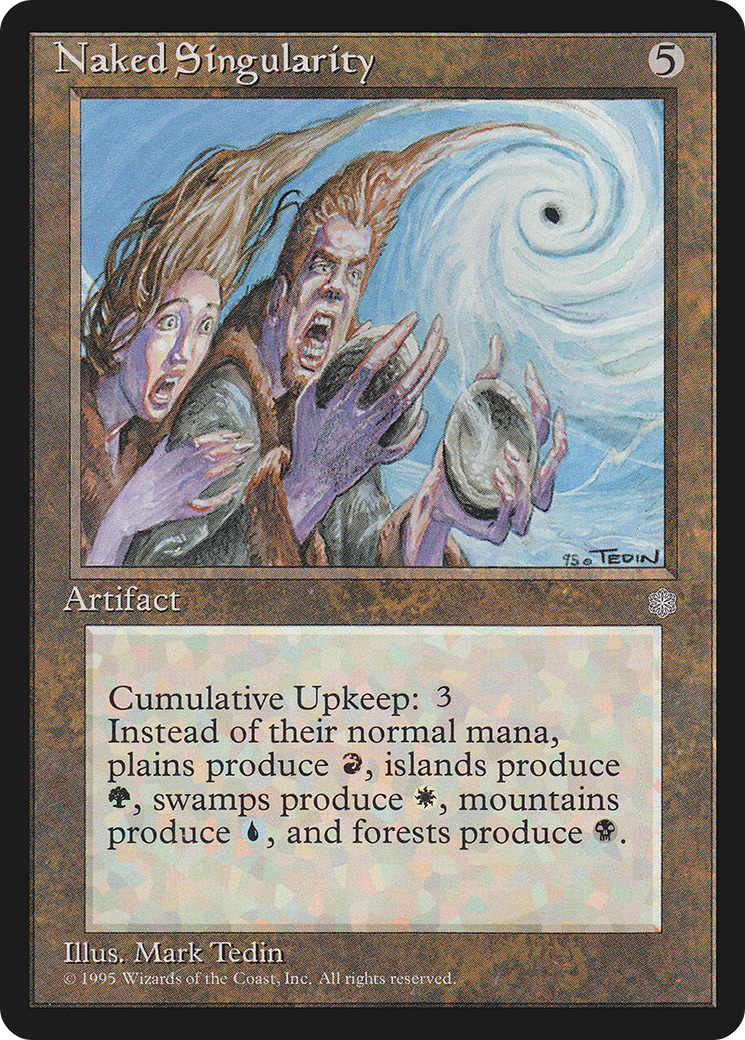 Naked Singularity 5
95 TEDIN
Artifact
Cumulative Upkeep: 3
Instead of their normal mana,
plains produce , islands produce
, swamps produce , mountains
produce , and forests produce .
Illus. Mark Tedin
© 1995 Wizards of the Coast, Inc. All rights reserved.